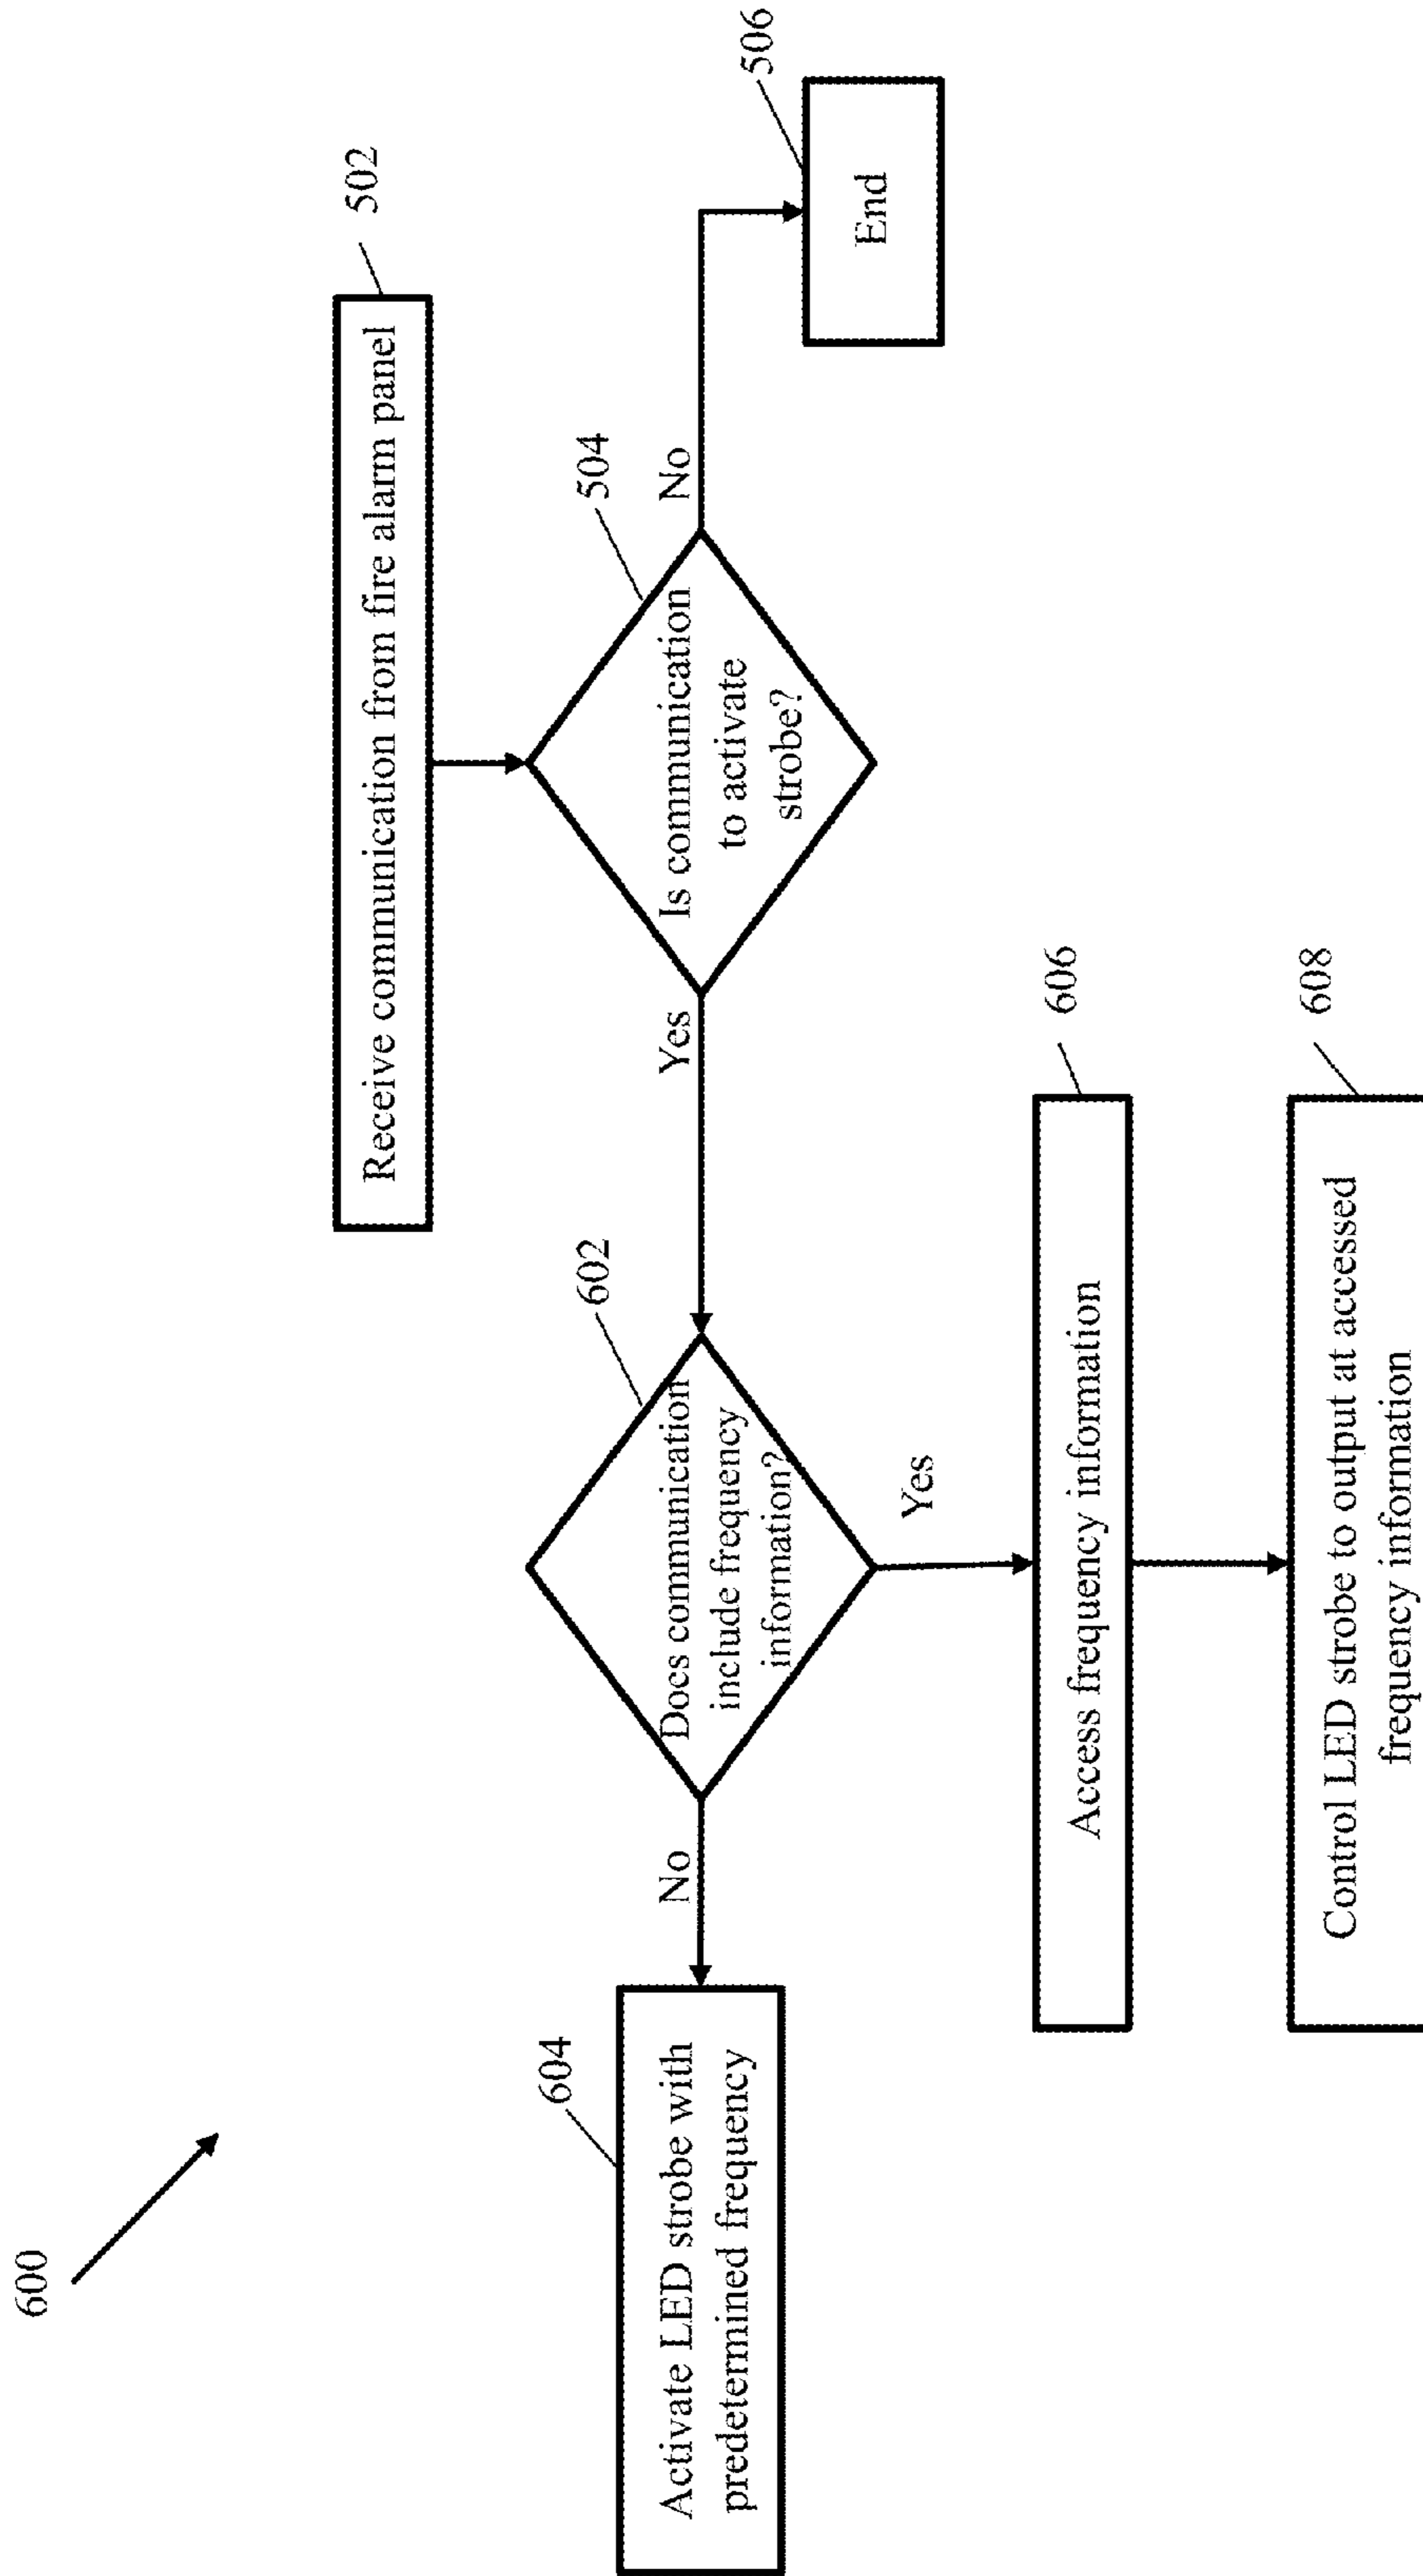 600
502
Receive communication from fire alarm panel
504
Is communication
to activate
strobe?
No
506
End
Yes
602
Does communication
include frequency
information?
No
604
Activate LED strobe with
predetermined frequency
Yes
606
Access frequency information
608
Control LED strobe to output at accessed
frequency information